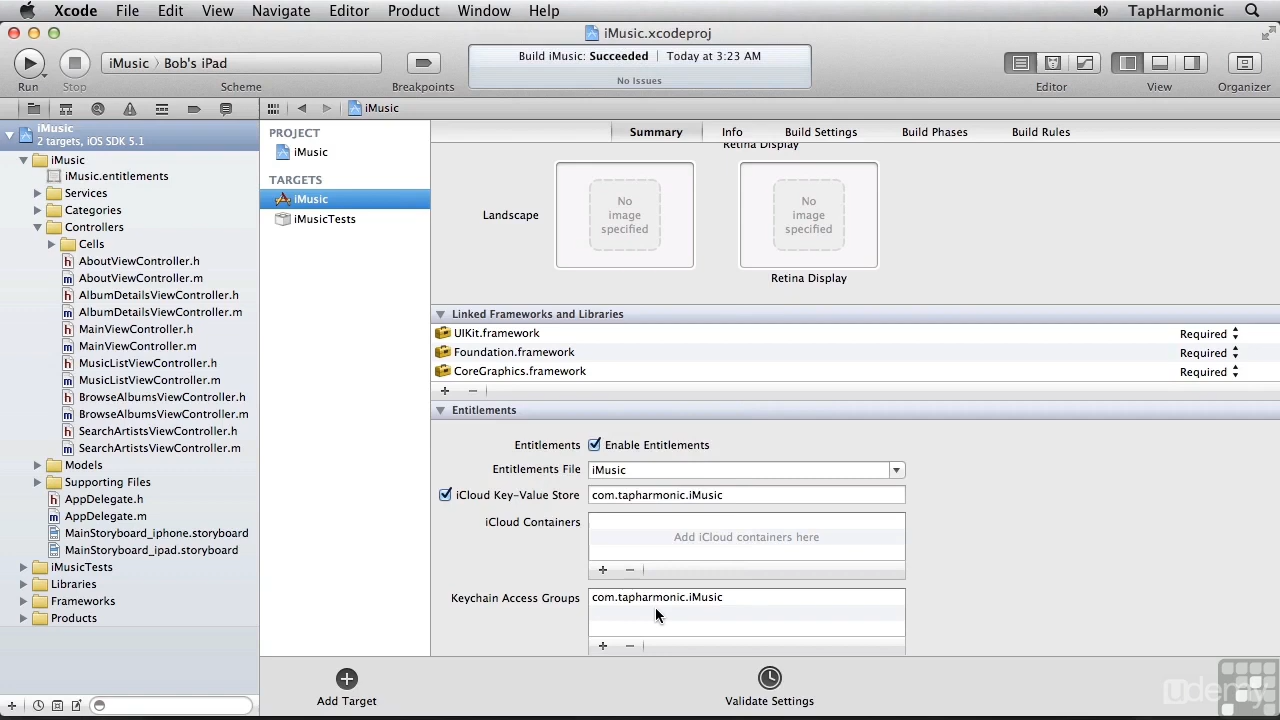 Xcode File Edit View Navigate Editor Product Window Help TapHarmonic
iMusic.xcodeproj
iMusic Bob's iPad
Build iMusic: Succeeded Today at 3:23 AM
No Issues
Run Stop Scheme Breakpoints Editor View Organizer
iMusic
iMusic
2 targets, iOS SDK 5.1
iMusic
iMusic.entitlements
Services
Categories
Controllers
Cells
AboutViewController.h
AboutViewController.m
AlbumDetailsViewController.h
AlbumDetailsViewController.m
MainViewController.h
MainViewController.m
MusicListViewController.h
MusicListViewController.m
BrowseAlbumsViewController.h
BrowseAlbumsViewController.m
SearchArtistsViewController.h
SearchArtistsViewController.m
Models
Supporting Files
AppDelegate.h
AppDelegate.m
MainStoryboard_iphone.storyboard
MainStoryboard_ipad.storyboard
iMusicTests
Libraries
Frameworks
Products
PROJECT
iMusic
TARGETS
iMusic
iMusicTests
Summary Info Build Settings Build Phases Build Rules
Retina Display
Landscape
No
image
specified
No
image
specified
Retina Display
Linked Frameworks and Libraries
UIKit.framework Required
Foundation.framework Required
CoreGraphics.framework Required
Entitlements
Entitlements Enable Entitlements
Entitlements File iMusic
iCloud Key-Value Store com.tapharmonic.iMusic
iCloud Containers
Add iCloud containers here
Keychain Access Groups com.tapharmonic.iMusic
Add Target
Validate Settings
udemy